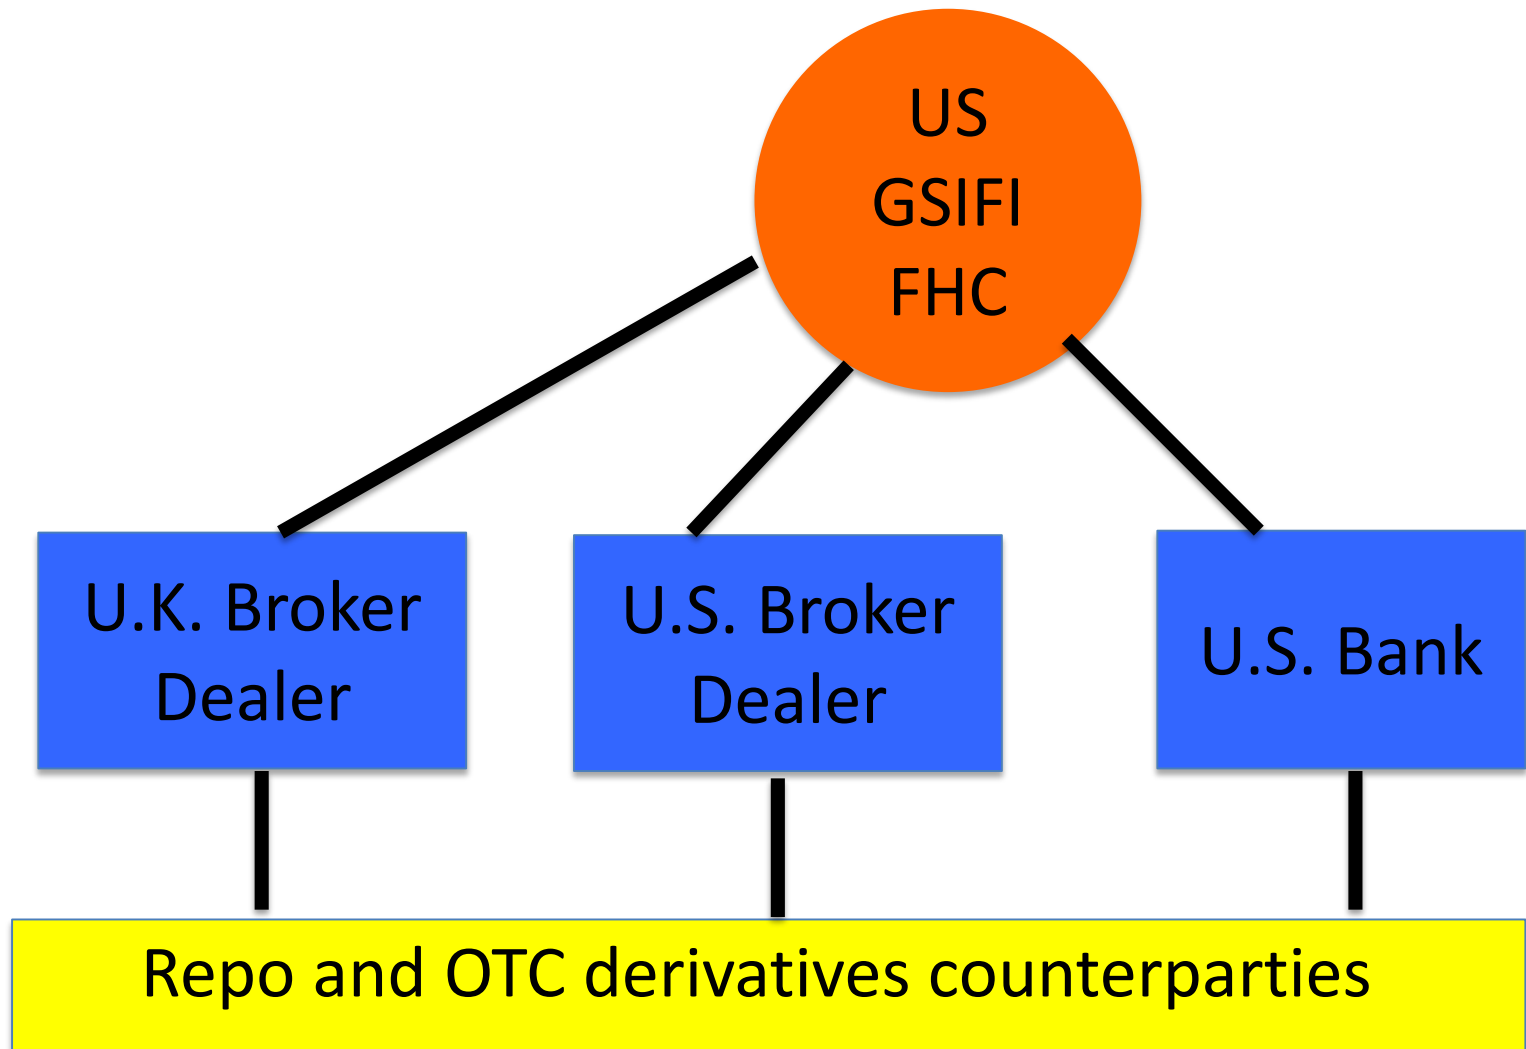 US
GSIFI
FHC
U.K. Broker
Dealer
U.S. Broker
Dealer
U.S. Bank
Repo and OTC derivatives counterparties